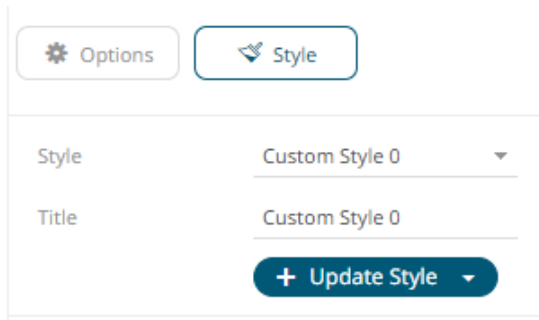 Options Style
Style Custom Style 0
Title Custom Style 0
+ Update Style